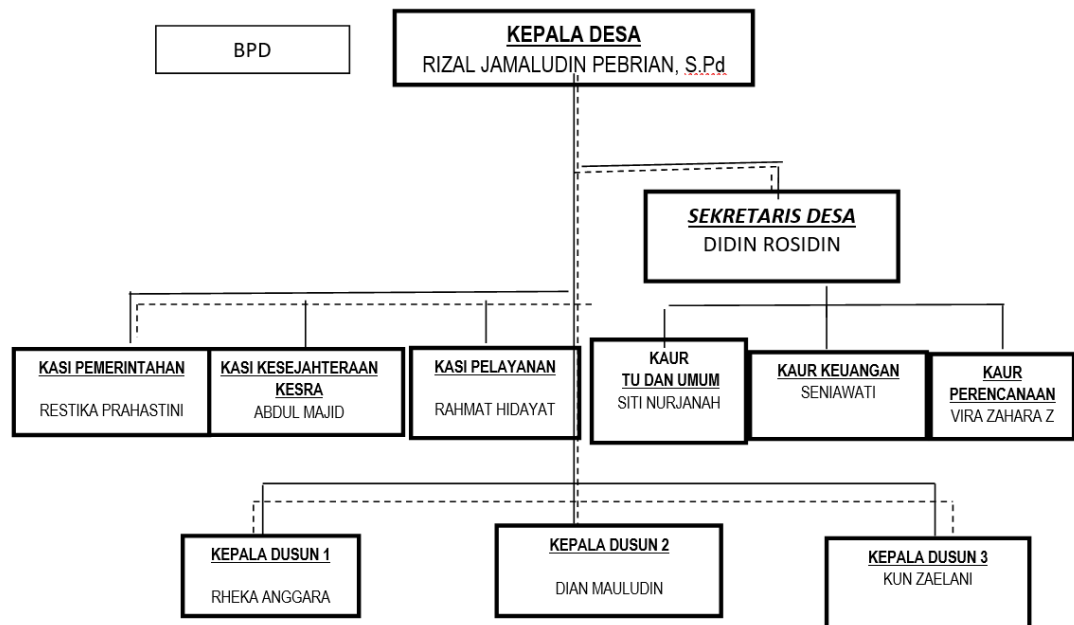 BPD
KEPALA DESA
RIZAL JAMALUDIN PEBRIAN, S.Pd
SEKRETARIS DESA
DIDIN ROSIDIN
KASI PEMERINTAHAN
RESTIKA PRAHASTINI
KASI KESEJAHTERAAN
KESRA
ABDUL MAJID
KASI PELAYANAN
RAHMAT HIDAYAT
KAUR
TU DAN UMUM
SITI NURJANAH
KAUR KEUANGAN
SENIAWATI
KAUR
PERENCANAAN
VIRA ZAHARA Z
KEPALA DUSUN 1
RHEKA ANGGARA
KEPALA DUSUN 2
DIAN MAULUDIN
KEPALA DUSUN 3
KUN ZAELANI